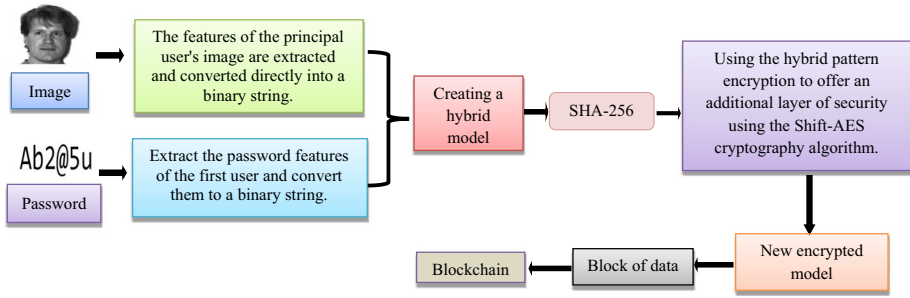 Image
The features of the principal
user's image are extracted
and converted directly into a
binary string.
Ab2@5u
Password
Extract the password features
of the first user and convert
them to a binary string.
Creating a
hybrid
model
SHA-256
Using the hybrid pattern
encryption to offer an
additional layer of security
using the Shift-AES
cryptography algorithm.
New encrypted
model
Block of data
Blockchain